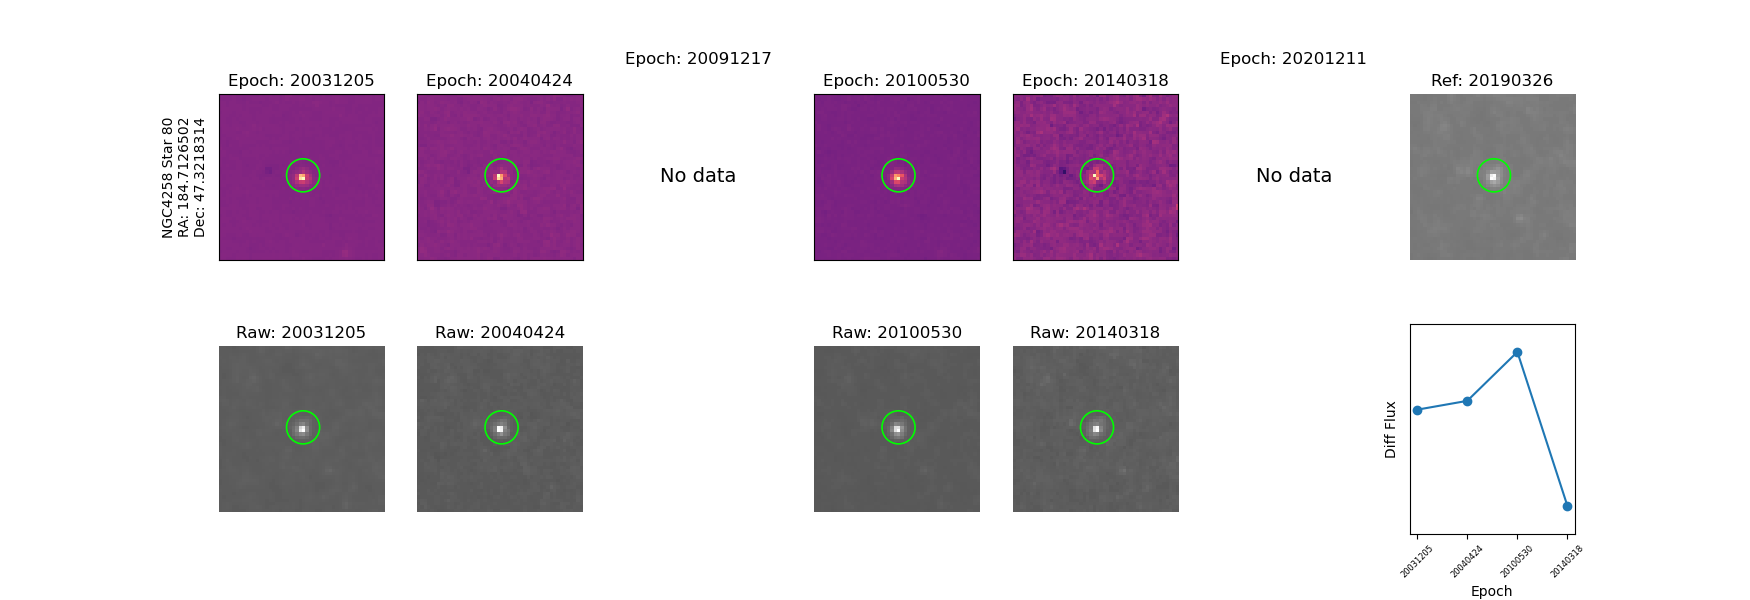 Epoch: 20031205
Epoch: 20040424
Epoch: 20091217
Epoch: 20100530
Epoch: 20140318
Epoch: 20201211
Ref: 20190326
NGC4258 Star 80
RA: 184.7126502
Dec: 47.3218314
No data
No data
Raw: 20031205
Raw: 20040424
Raw: 20100530
Raw: 20140318
Diff Flux
20031205
20040424
20100530
20140318
Epoch